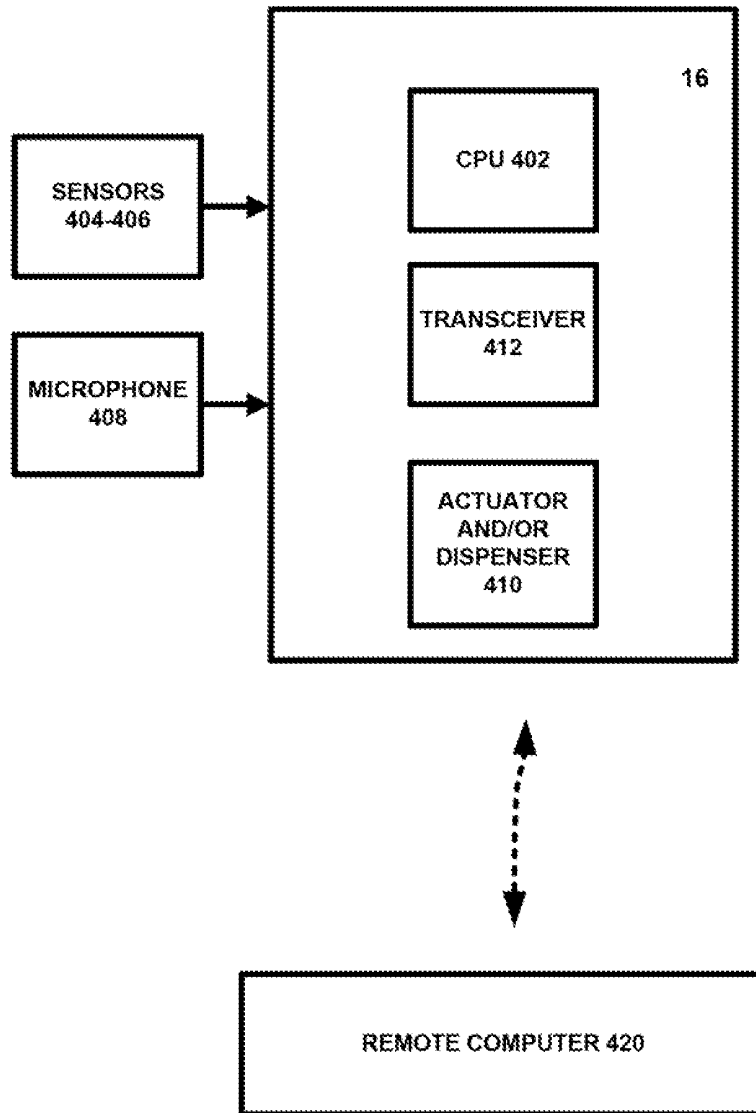 16
CPU 402
SENSORS
404-406
TRANSCEIVER
412
MICROPHONE
408
ACTUATOR
AND/OR
DISPENSER
410
REMOTE COMPUTER 420